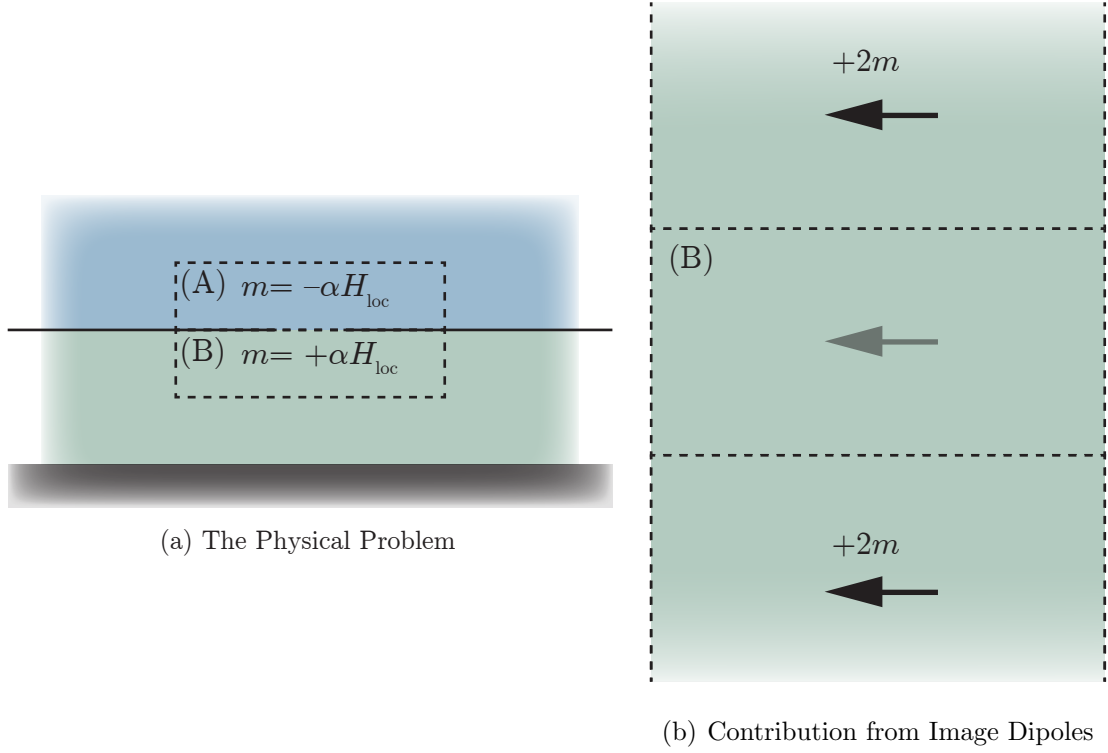 (A) m= –αH_loc
(B) m= +αH_loc
(a) The Physical Problem
+2m
(B)
+2m
(b) Contribution from Image Dipoles